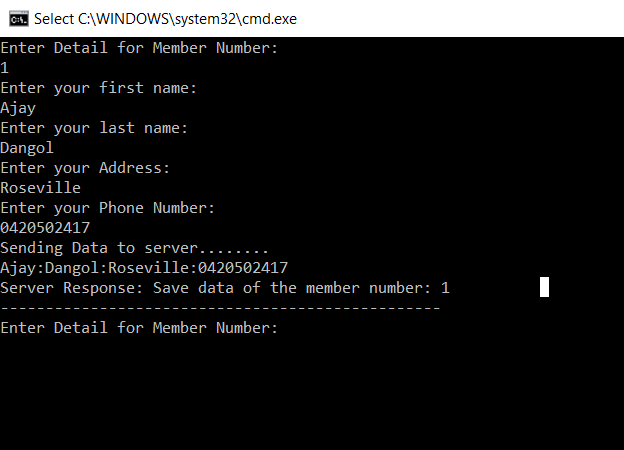 Select C:\WINDOWS\system32\cmd.exe
Enter Detail for Member Number:
1
Enter your first name:
Ajay
Enter your last name:
Dangol
Enter your Address:
Roseville
Enter your Phone Number:
0420502417
Sending Data to server........
Ajay:Dangol:Roseville:0420502417
Server Response: Save data of the member number: 1
-------------------------------------------------
Enter Detail for Member Number: